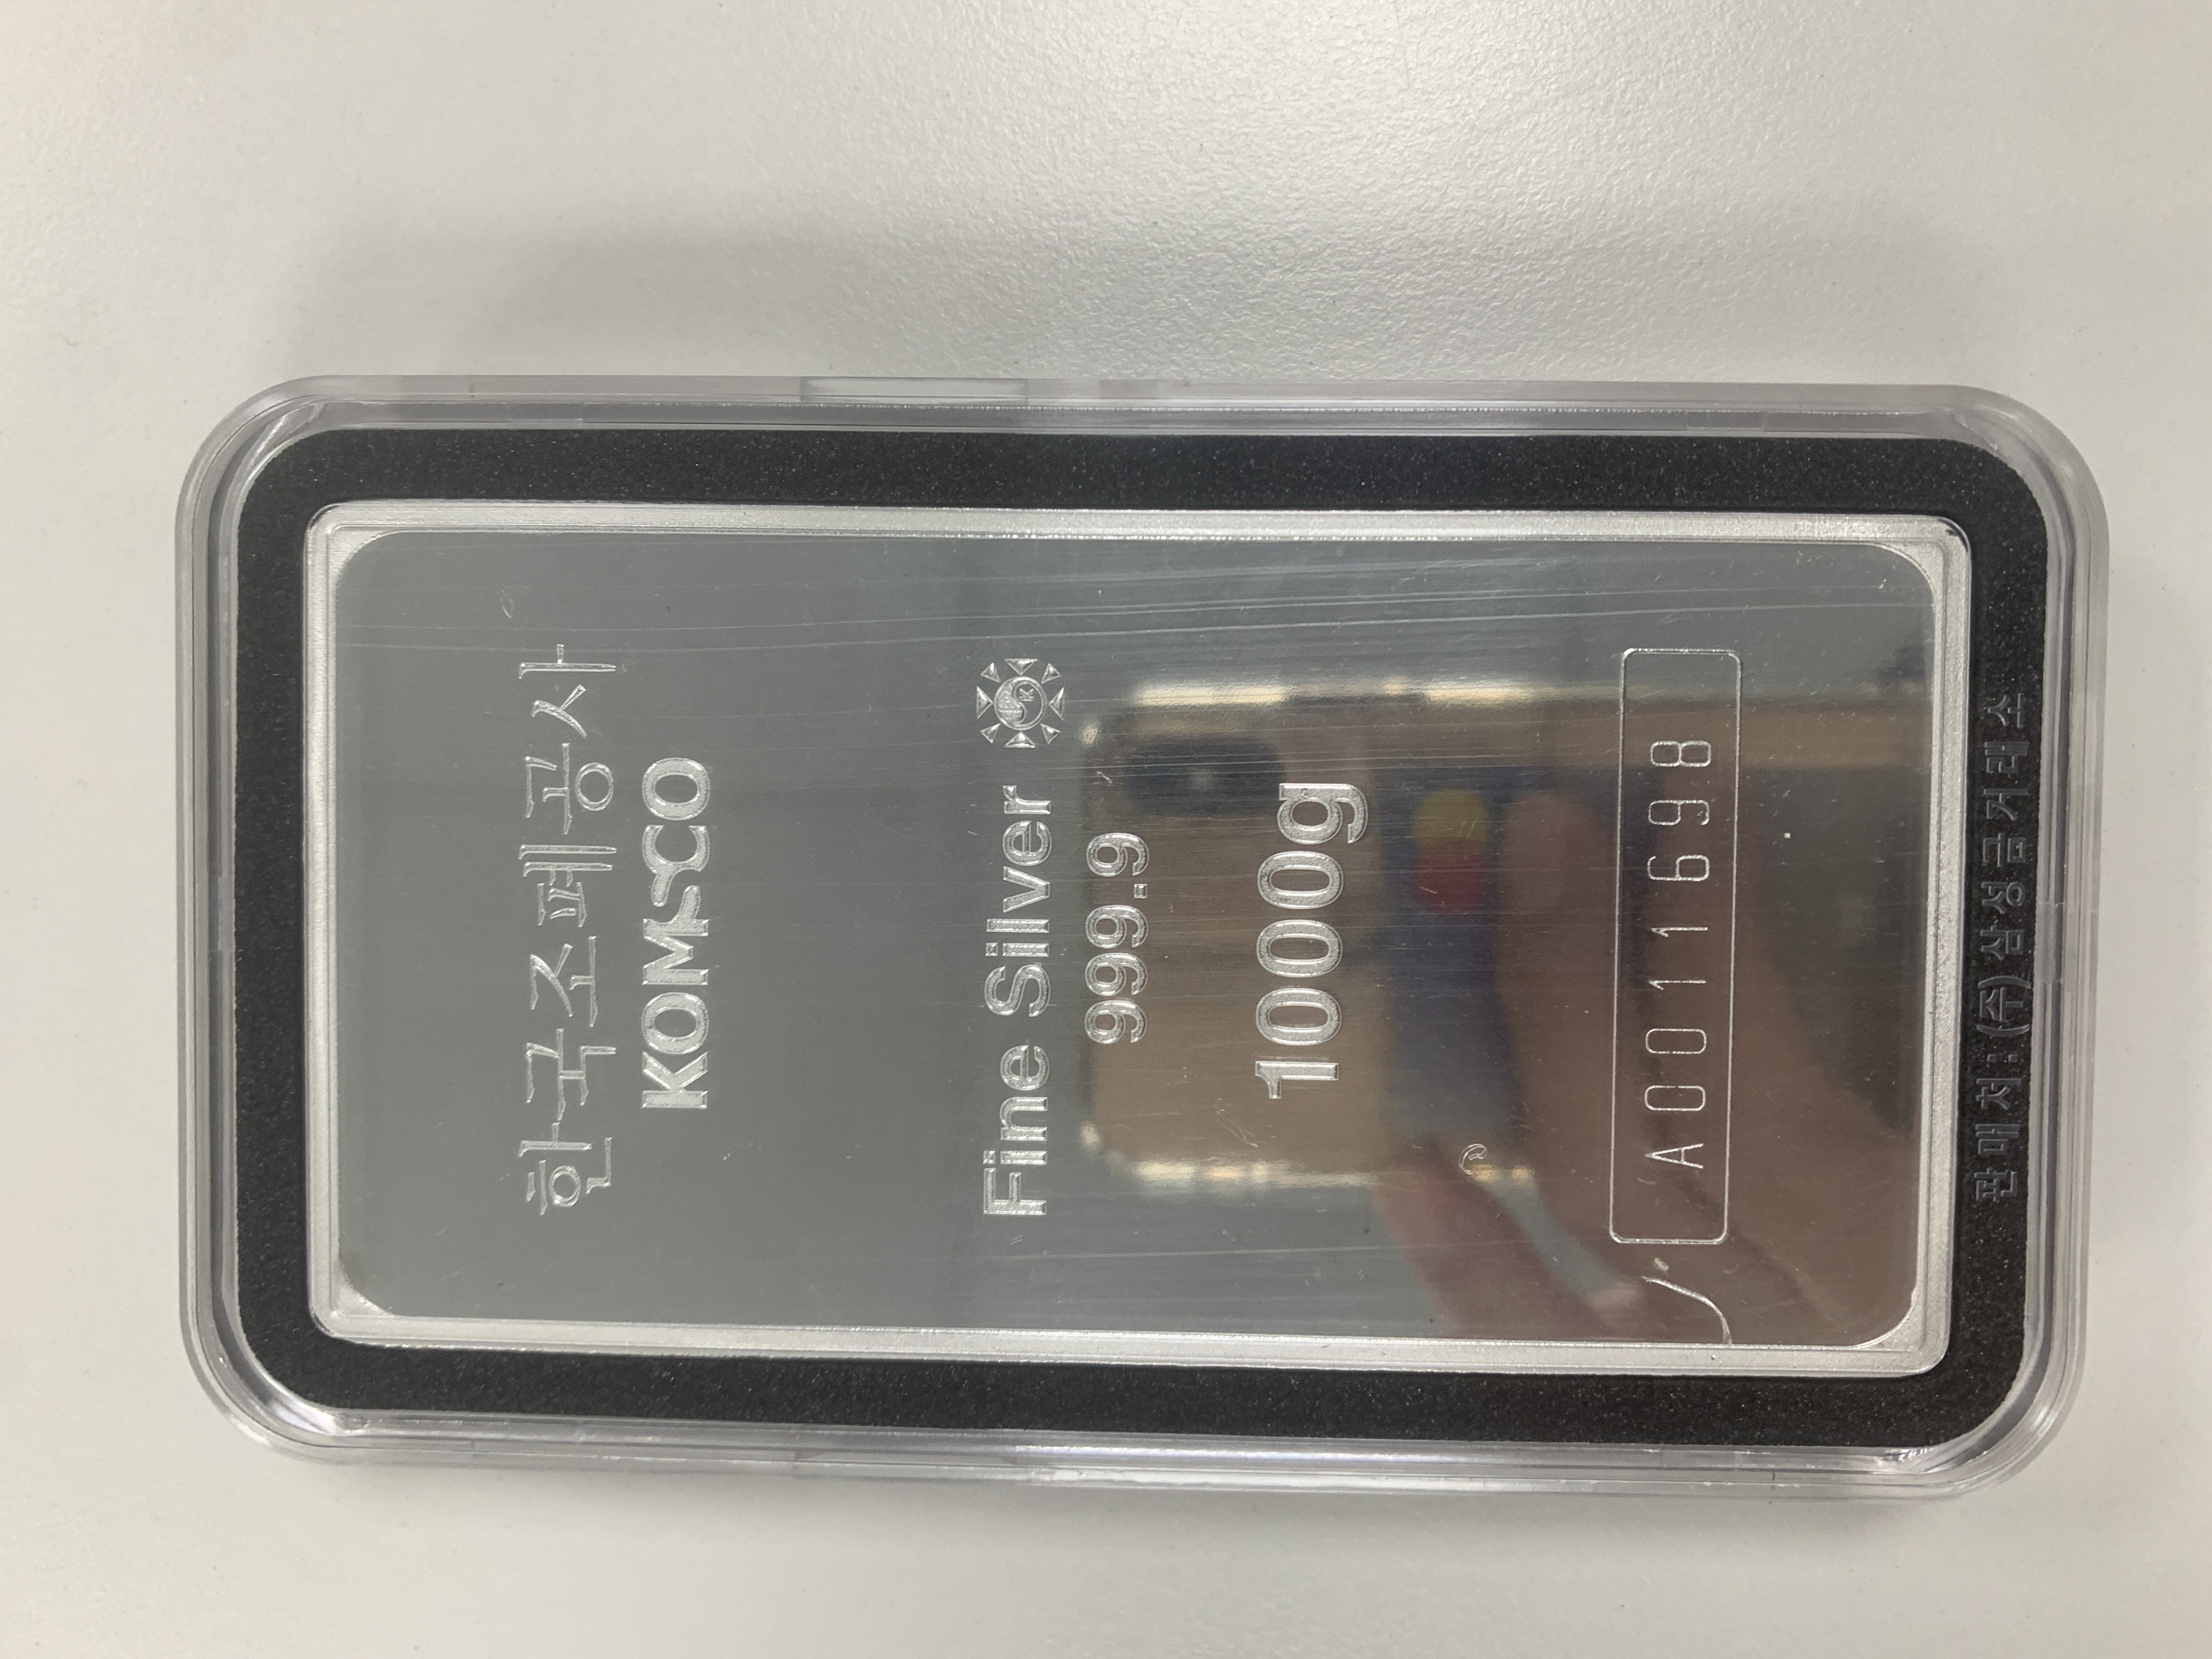 한국조폐공사
KOMSCO
Fine Silver
999.9
1000g
A0011698
판매처 : (주)삼성금거래소